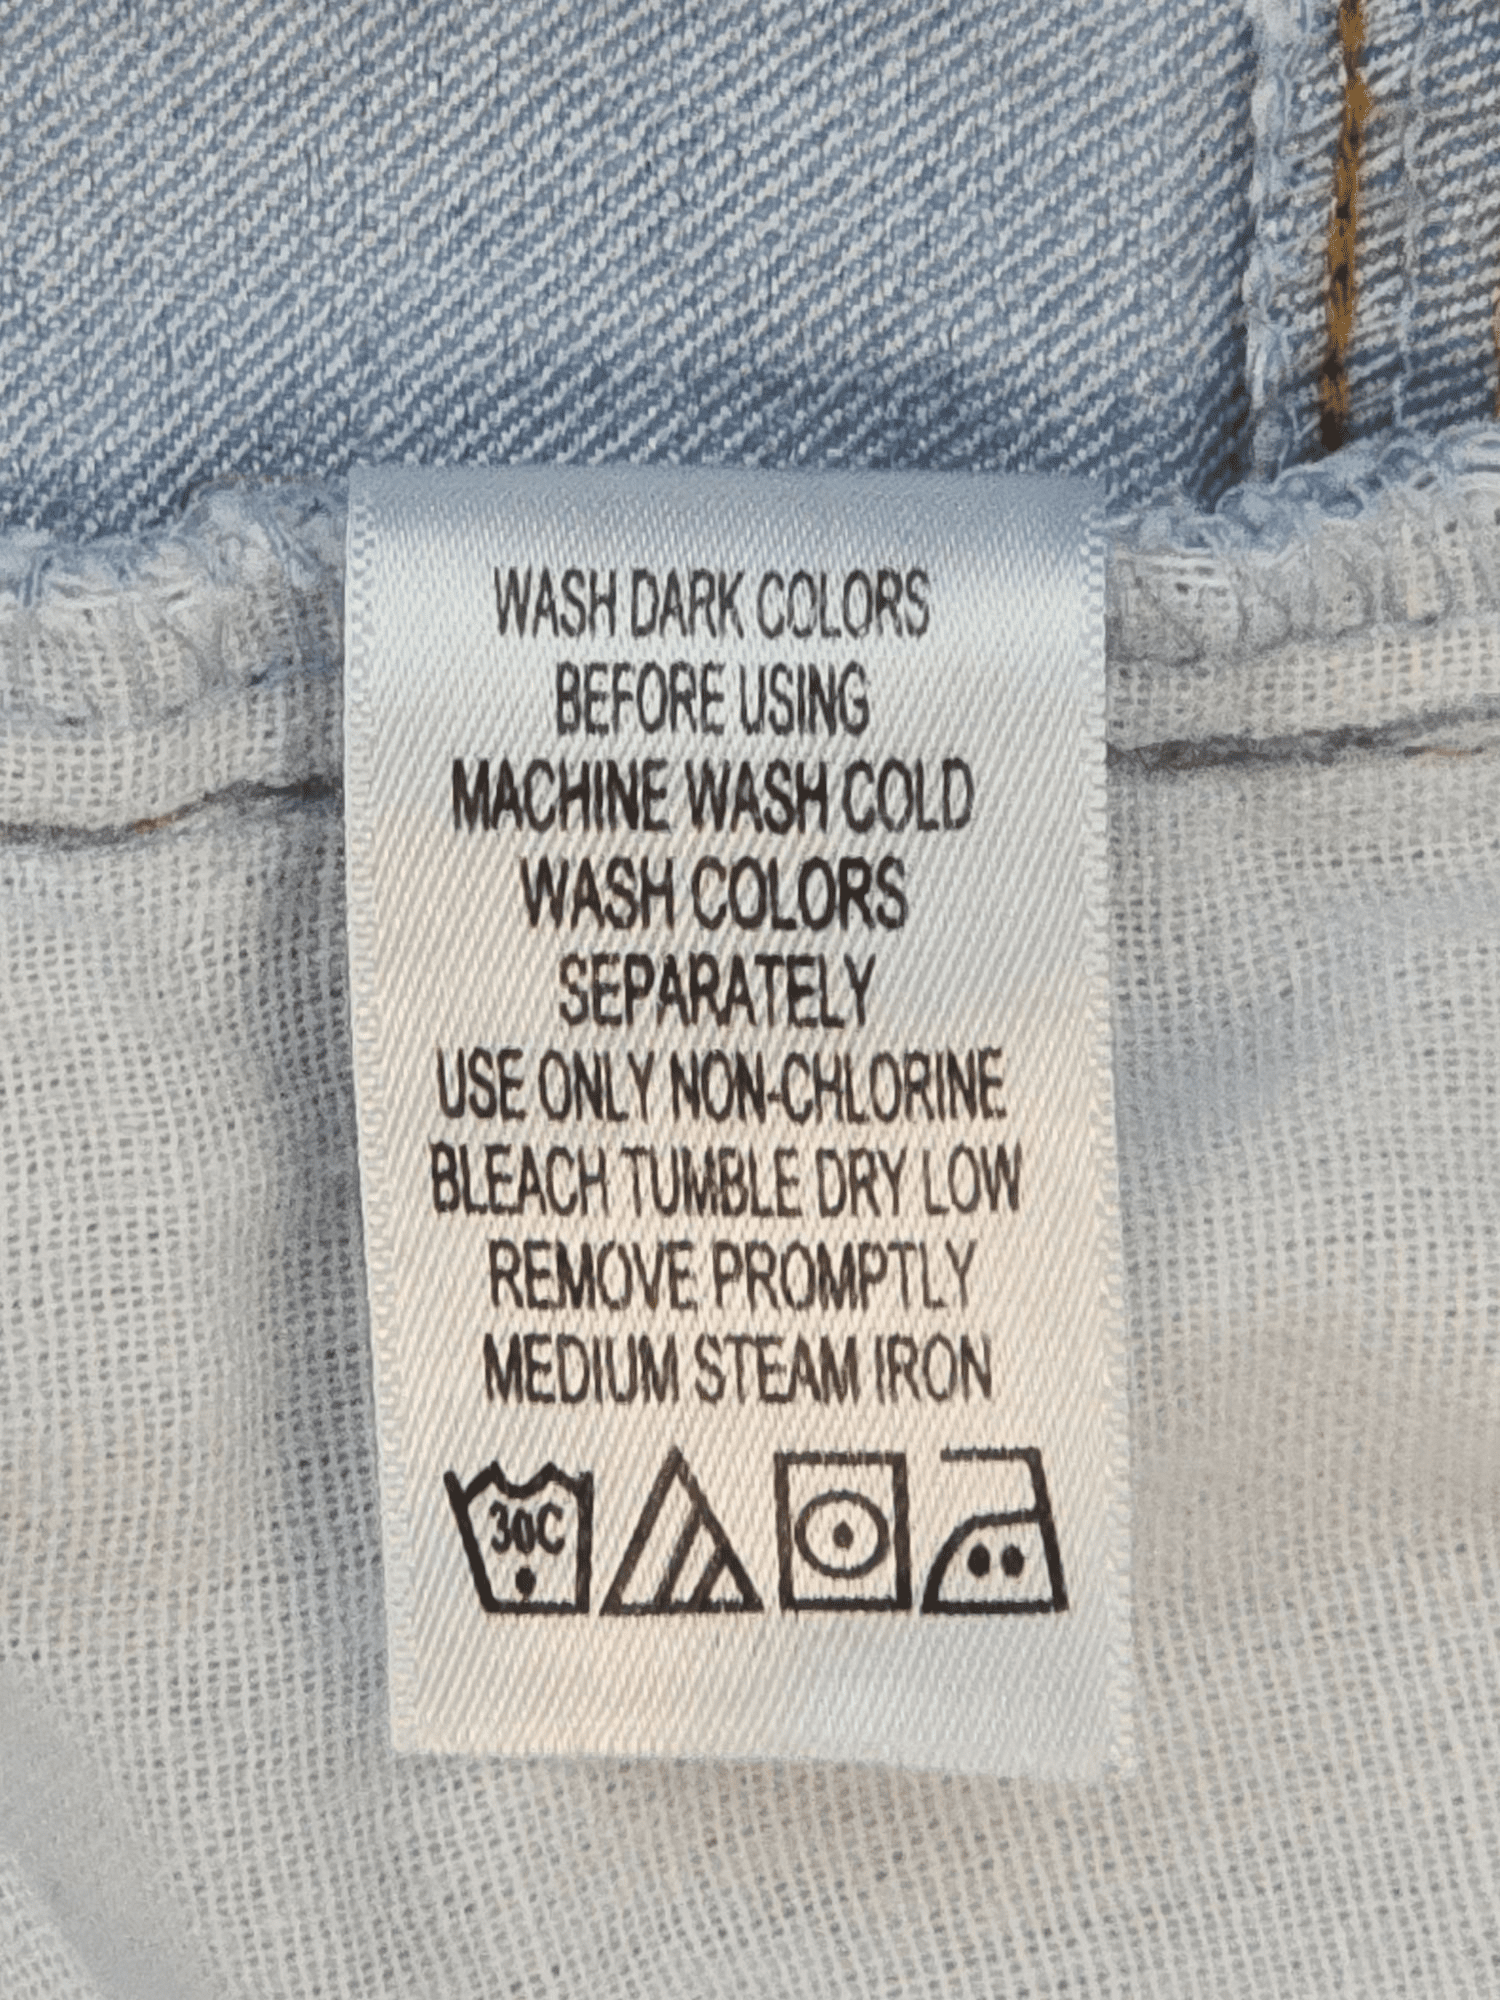 WASH DARK COLORS
BEFORE USING
MACHINE WASH COLD
WASH COLORS
SEPARATELY
USE ONLY NON-CHLORINE
BLEACH TUMBLE DRY LOW
REMOVE PROMPTLY
MEDIUM STEAM IRON
30C